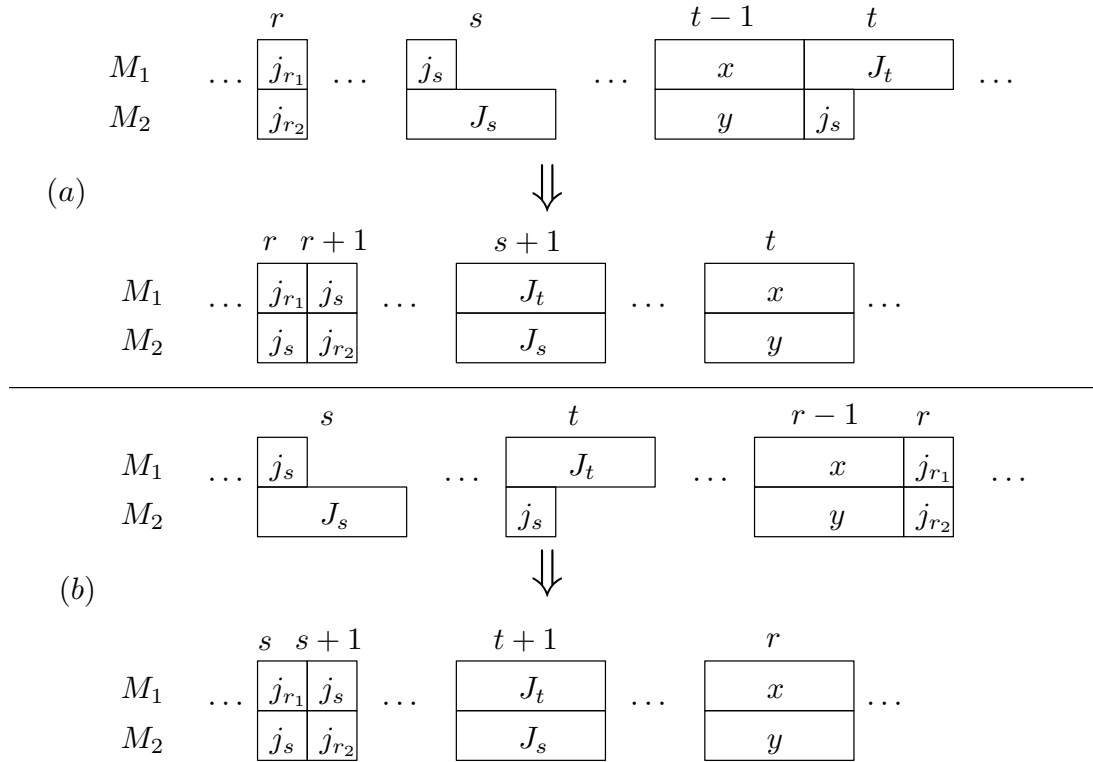 r s t − 1 t
M₁ … j_{r₁} … j_s … x J_t …
M₂ j_{r₂} J_s y j_s
(a) ⇓
r r + 1 s + 1 t
M₁ … j_{r₁} j_s … J_t … x …
M₂ j_s j_{r₂} J_s y
s t r − 1 r
M₁ … j_s … J_t … x j_{r₁} …
M₂ J_s j_s y j_{r₂}
(b) ⇓
s s + 1 t + 1 r
M₁ … j_{r₁} j_s … J_t … x …
M₂ j_s j_{r₂} J_s y